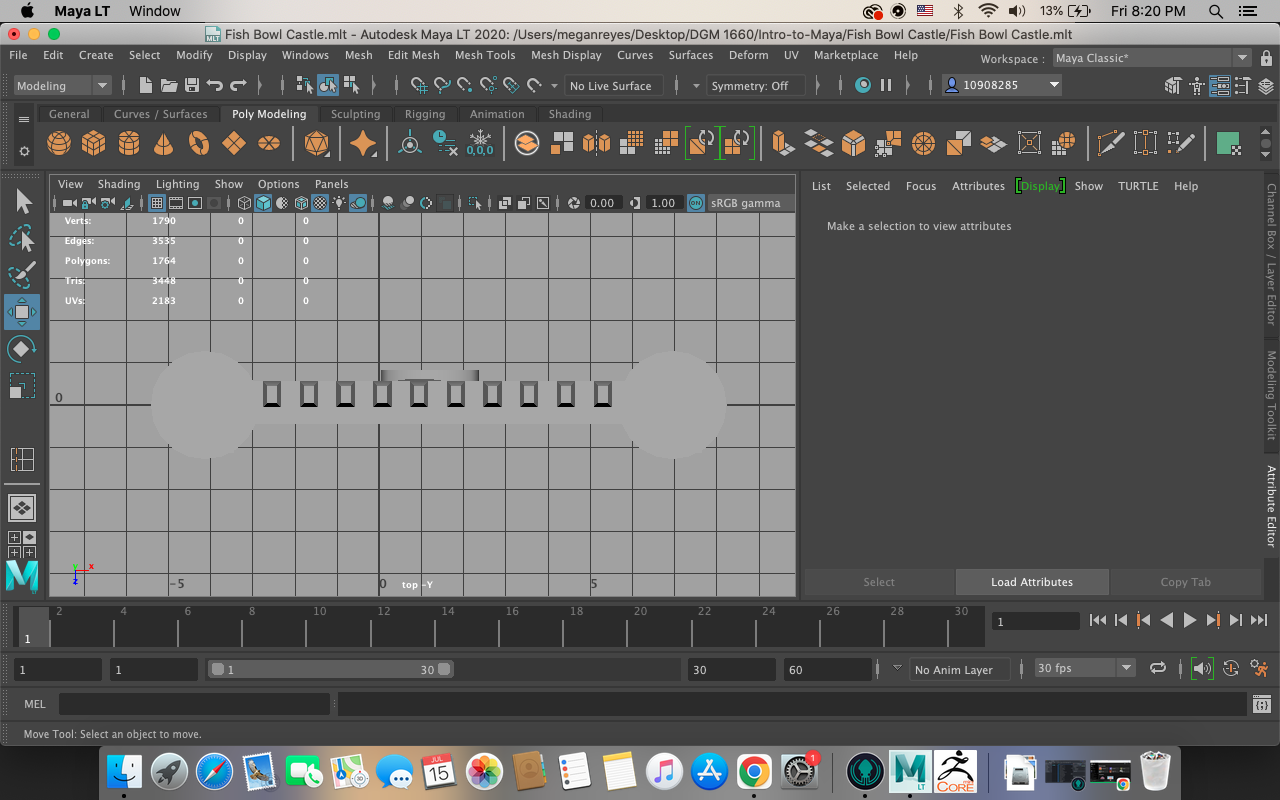 Maya LT Window 13% Fri 8:20 PM
Fish Bowl Castle.mlt - Autodesk Maya LT 2020: /Users/meganreyes/Desktop/DGM 1660/Intro-to-Maya/Fish Bowl Castle/Fish Bowl Castle.mlt
File Edit Create Select Modify Display Windows Mesh Edit Mesh Mesh Tools Mesh Display Curves Surfaces Deform UV Marketplace Help Workspace : Maya Classic*
Modeling No Live Surface Symmetry: Off 10908285
General Curves / Surfaces Poly Modeling Sculpting Rigging Animation Shading
0,0,0
View Shading Lighting Show Options Panels
0.00 1.00 ON sRGB gamma
Verts: 1790 0 0
Edges: 3535 0 0
Polygons: 1764 0 0
Tris: 3448 0 0
UVs: 2183 0 0
0
-5 0 5
top -Y
x
z
List Selected Focus Attributes [Display] Show TURTLE Help
Make a selection to view attributes
Select Load Attributes Copy Tab
Channel Box / Layer Editor
Modeling Toolkit
Attribute Editor
M
2 4 6 8 10 12 14 16 18 20 22 24 26 28 30
1 1
1 1 1 30 30 60 No Anim Layer 30 fps
MEL
Move Tool: Select an object to move.
JUL
15
1
M
LT
CORE